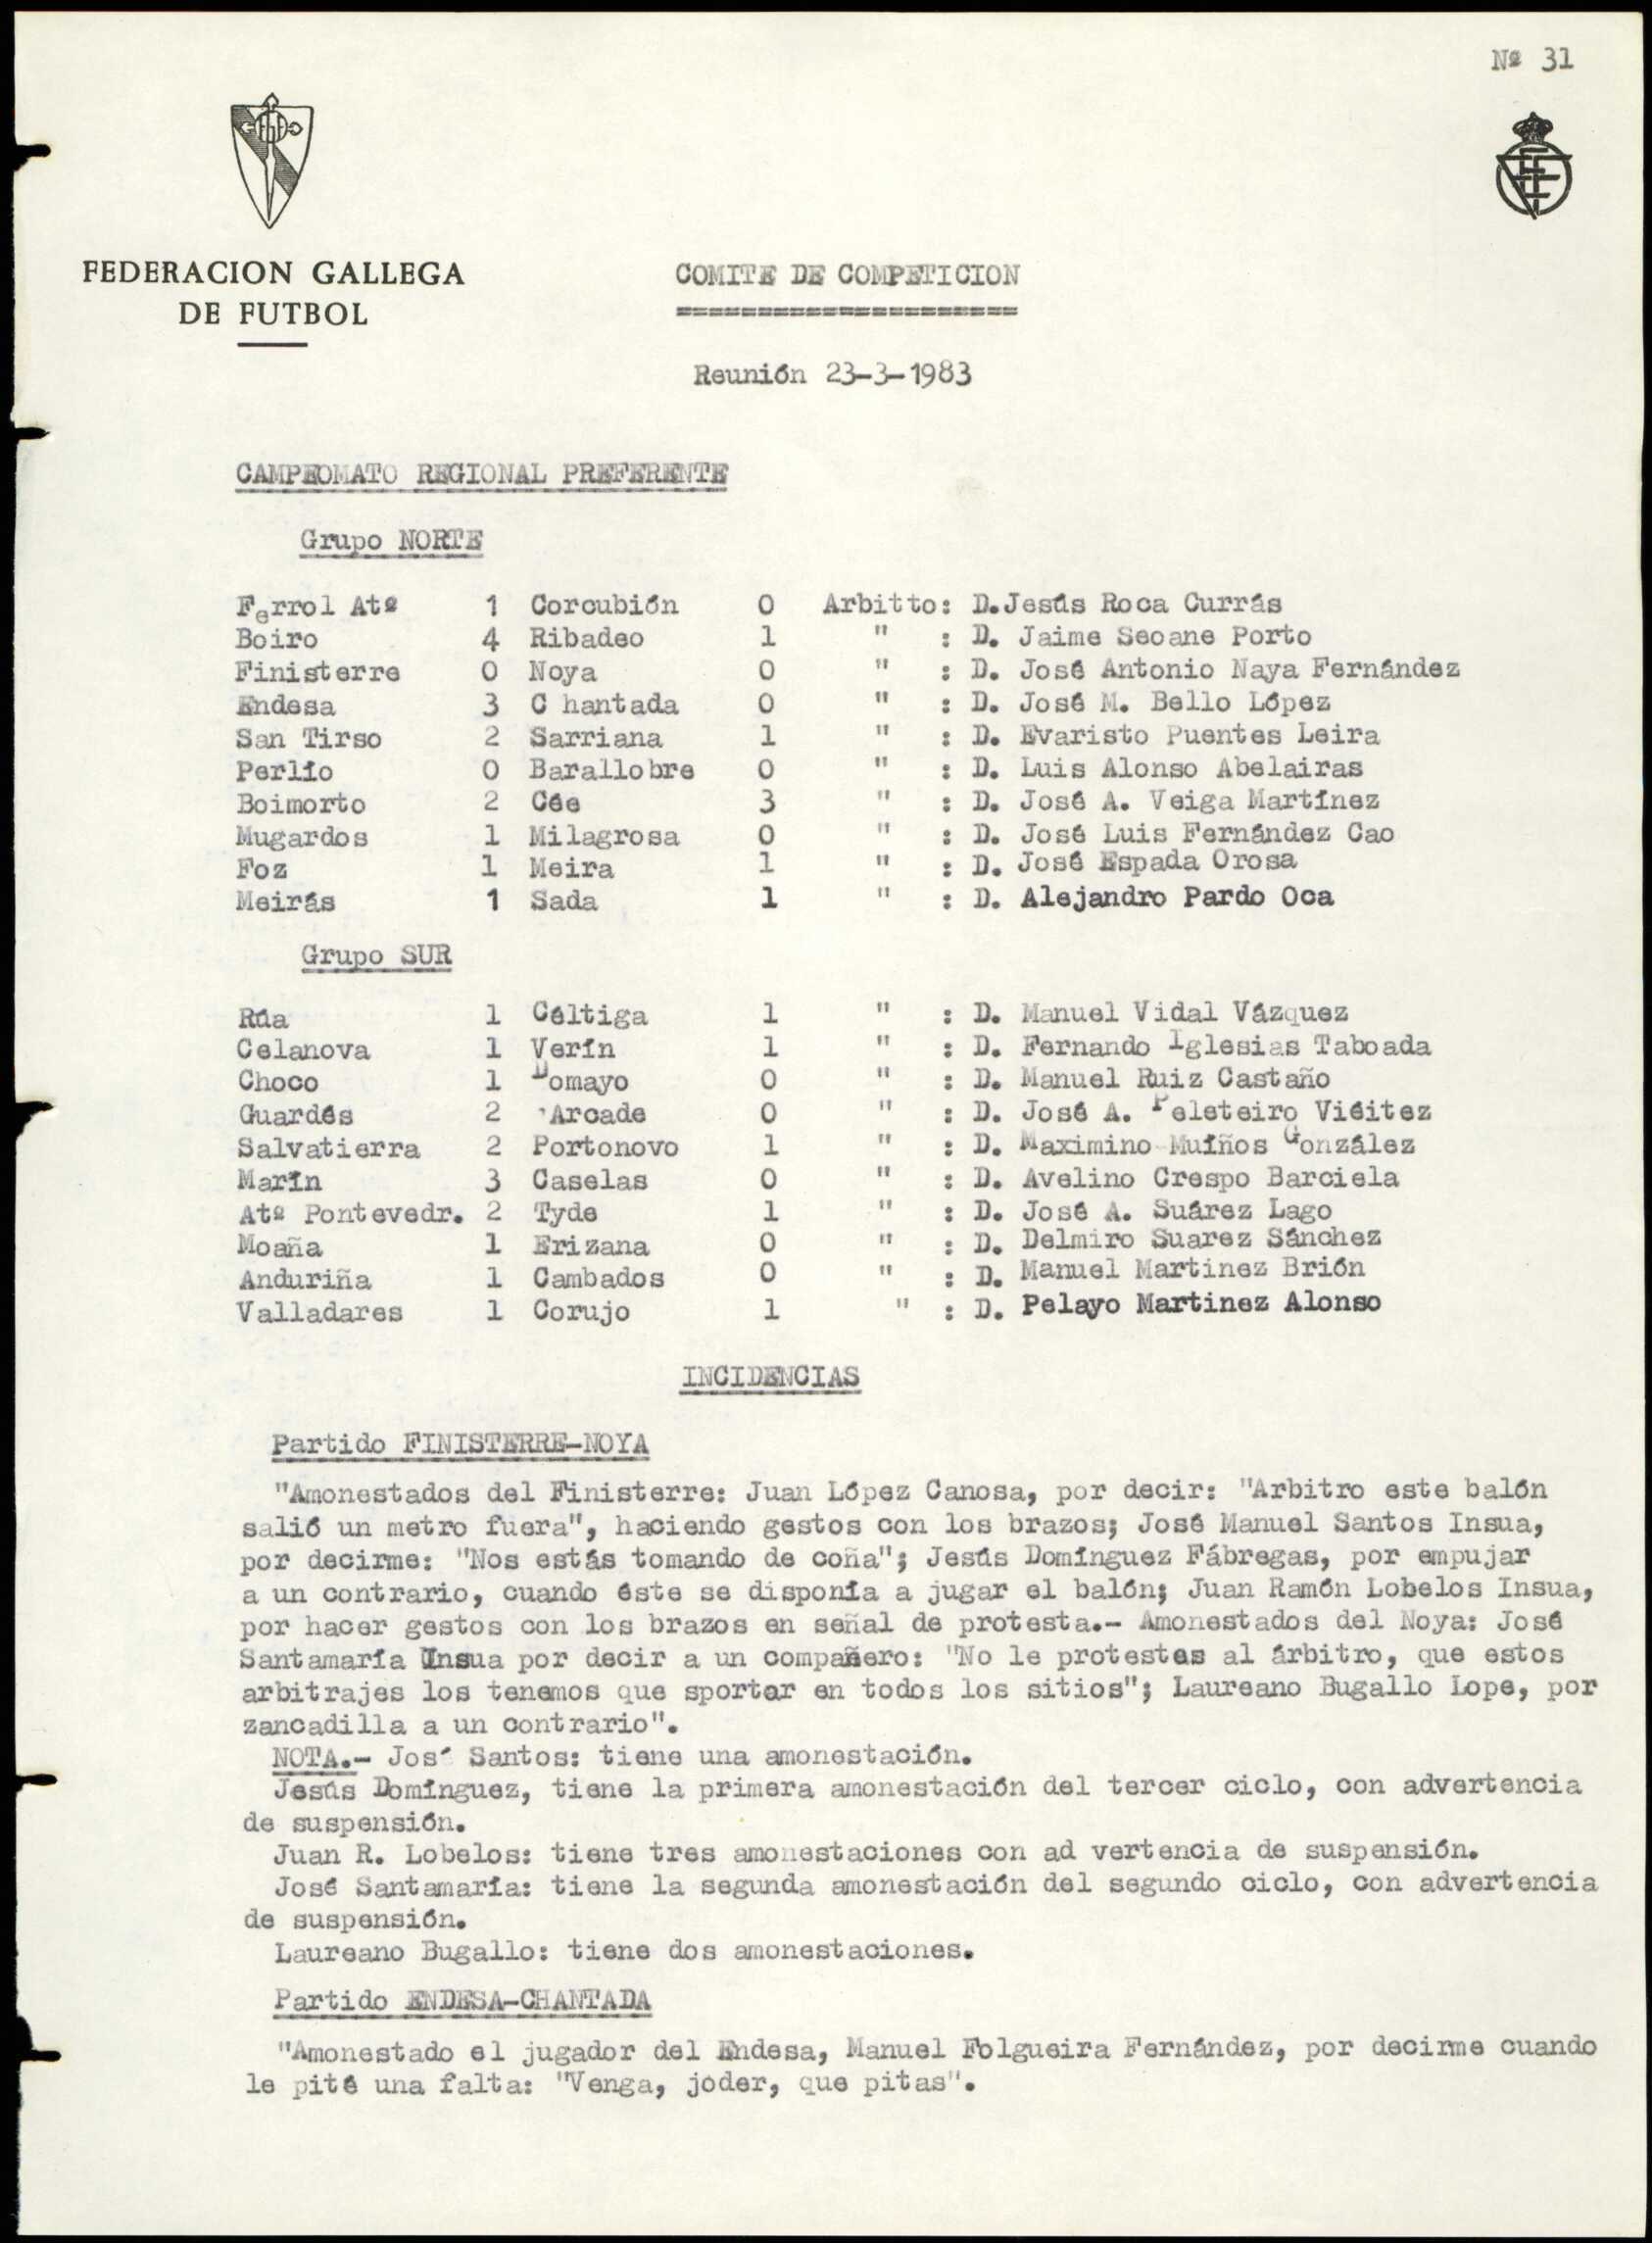 Nº 31
FEDERACION GALLEGA
DE FUTBOL
COMITE DE COMPETICION
=====================
Reunión 23-3-1983
CAMPEOMATO REGIONAL PREFERENTE
Grupo NORTE
Ferrol Atº 1 Corcubión 0 Arbitto: D.Jesús Roca Currás
Boiro 4 Ribadeo 1 " : D. Jaime Seoane Porto
Finisterre 0 Noya 0 " : D. José Antonio Naya Fernández
Endesa 3 C hantada 0 " : D. José M. Bello López
San Tirso 2 Sarriana 1 " : D. Evaristo Puentes Leira
Perlío 0 Barallobre 0 " : D. Luis Alonso Abelairas
Boimorto 2 Cée 3 " : D. José A. Veiga Martínez
Mugardos 1 Milagrosa 0 " : D. José Luis Fernández Cao
Foz 1 Meira 1 " : D. José Espada Orosa
Meirás 1 Sada 1 " : D. Alejandro Pardo Oca
Grupo SUR
Rúa 1 Céltiga 1 " : D. Manuel Vidal Vázquez
Celanova 1 Verín 1 " : D. Fernando Iglesias Taboada
Choco 1 Domayo 0 " : D. Manuel Ruiz Castaño
Guardés 2 Arcade 0 " : D. José A. Peleteiro Viéitez
Salvatierra 2 Portonovo 1 " : D. Maximino Muíños González
Marín 3 Caselas 0 " : D. Avelino Crespo Barciela
Atº Pontevedr. 2 Tyde 1 " : D. José A. Suárez Lago
Moaña 1 Erizana 0 " : D. Delmiro Suarez Sánchez
Anduriña 1 Cambados 0 " : D. Manuel Martinez Brión
Valladares 1 Corujo 1 " : D. Pelayo Martinez Alonso
INCIDENCIAS
Partido FINISTERRE-NOYA
"Amonestados del Finisterre: Juan López Canosa, por decir: "Arbitro este balón
salió un metro fuera", haciendo gestos con los brazos; José Manuel Santos Insua,
por decirme: "Nos estás tomando de coña"; Jesús Domínguez Fábregas, por empujar
a un contrario, cuando éste se disponía a jugar el balón; Juan Ramón Lobelos Insua,
por hacer gestos con los brazos en señal de protesta.- Amonestados del Noya: José
Santamaría Insua por decir a un compañero: "No le protestes al árbitro, que estos
arbitrajes los tenemos que sportar en todos los sitios"; Laureano Bugallo Lope, por
zancadilla a un contrario".
NOTA.- Jos´ Santos: tiene una amonestación.
Jesús Domínguez, tiene la primera amonestación del tercer ciclo, con advertencia
de suspensión.
Juan R. Lobelos: tiene tres amonestaciones con ad vertencia de suspensión.
José Santamaría: tiene la segunda amonestación del segundo ciclo, con advertencia
de suspensión.
Laureano Bugallo: tiene dos amonestaciones.
Partido ENDESA-CHANTADA
"Amonestado el jugador del Endesa, Manuel Folgueira Fernández, por decirme cuando
le pité una falta: "Venga, joder, que pitas".